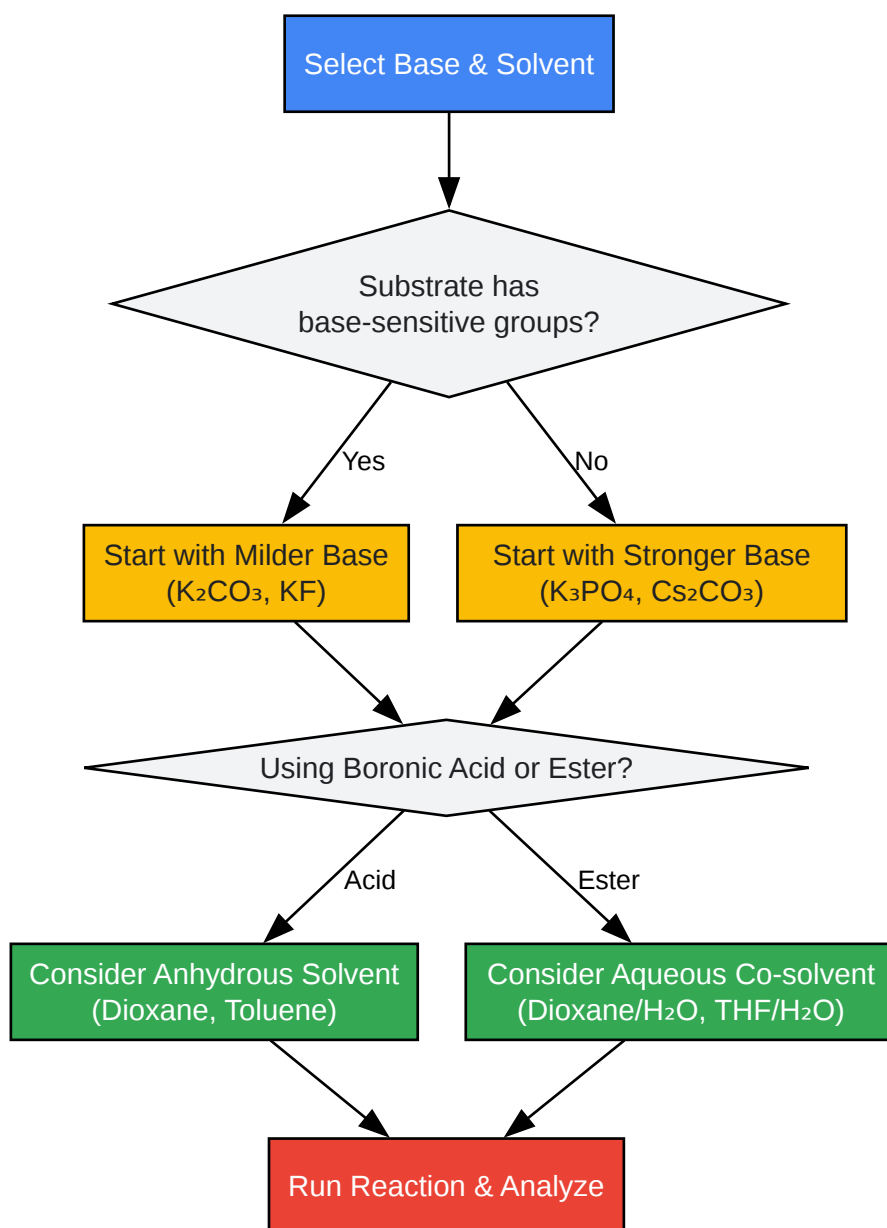 Select Base & Solvent
Substrate has
base-sensitive groups?
Yes
No
Start with Milder Base
(K₂CO₃, KF)
Start with Stronger Base
(K₃PO₄, Cs₂CO₃)
Using Boronic Acid or Ester?
Acid
Ester
Consider Anhydrous Solvent
(Dioxane, Toluene)
Consider Aqueous Co-solvent
(Dioxane/H₂O, THF/H₂O)
Run Reaction & Analyze